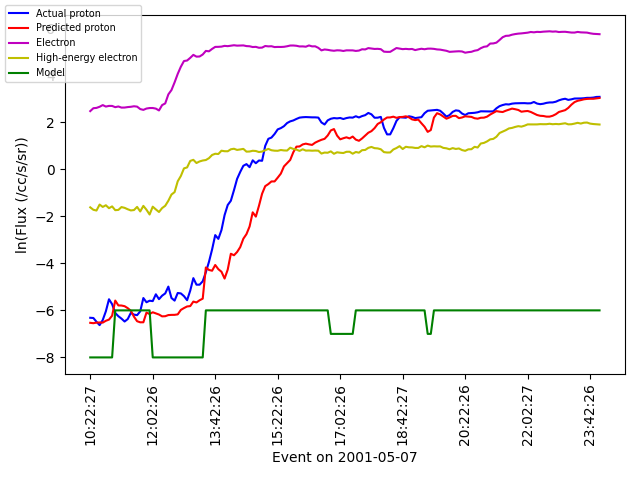 Actual proton
Predicted proton
Electron
High-energy electron
Model
2
0
−2
−4
−6
−8
ln(Flux (/cc/s/sr))
10:22:27
12:02:26
13:42:26
15:22:26
17:02:26
18:42:27
20:22:26
22:02:27
23:42:26
Event on 2001-05-07